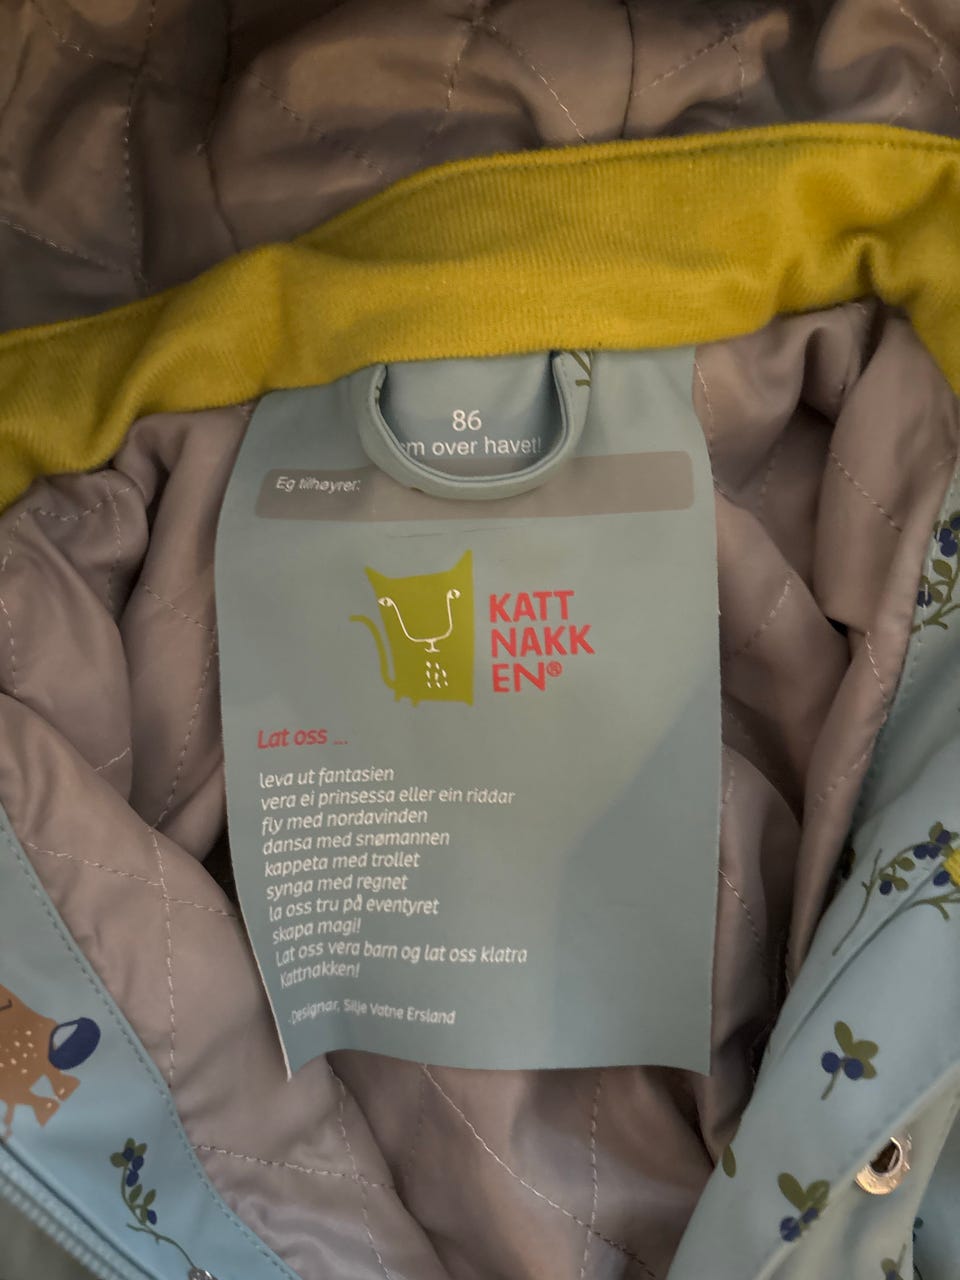 86
cm over havet!
Eg tilhøyrer:
KATT
NAKK
EN®
Lat oss ...
leva ut fantasien
vera ei prinsessa eller ein riddar
fly med nordavinden
dansa med snømannen
kappeta med trollet
synga med regnet
la oss tru på eventyret
skapa magi!
Lat oss vera barn og lat oss klatra
Kattnakken!
-Designar, Silje Vatne Ersland